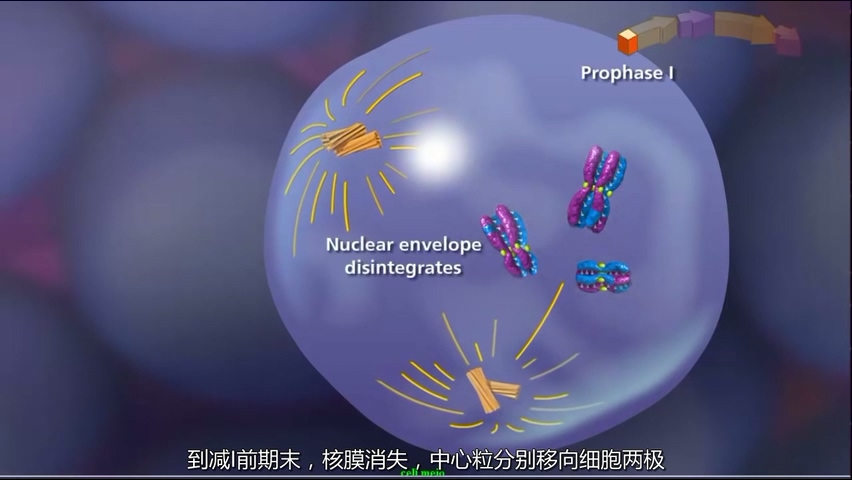 Prophase I
Nuclear envelope
disintegrates
到减I前期末，核膜消失，中心粒分别移向细胞两极
cell meio